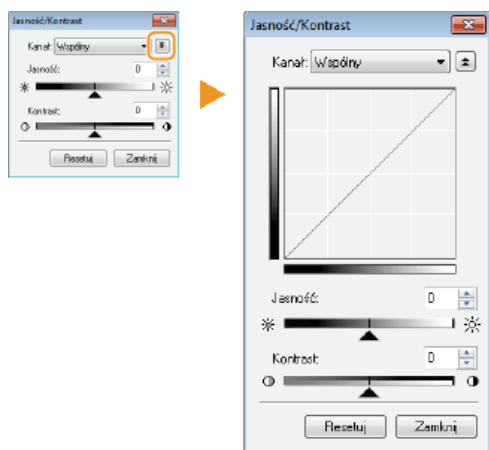 Jasność/Kontrast
Kanał: Wspólny
Jasność: 0
Kontrast: 0
Resetuj Zamknij
Jasność/Kontrast
Kanał: Wspólny
Jasność: 0
Kontrast: 0
Resetuj Zamknij